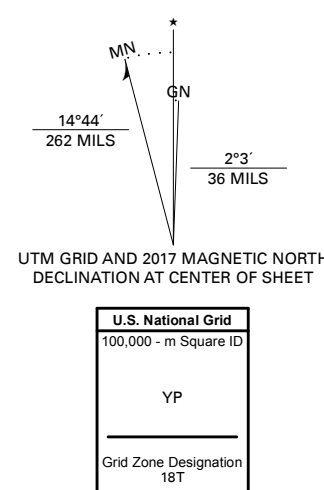 MN
GN
14°44´
262 MILS
2°3´
36 MILS
UTM GRID AND 2017 MAGNETIC NORTH
DECLINATION AT CENTER OF SHEET
U.S. National Grid
100,000 - m Square ID
YP
Grid Zone Designation
18T